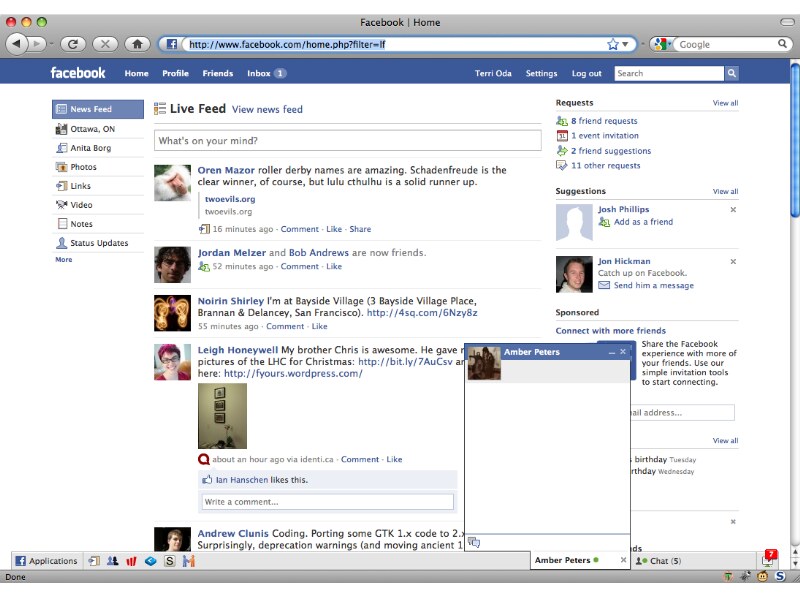 Facebook | Home
http://www.facebook.com/home.php?filter=lf
Google
facebook Home Profile Friends Inbox 1 Terri Oda Settings Log out Search
News Feed
Ottawa, ON
Anita Borg
Photos
Links
Video
Notes
Status Updates
More
Live Feed View news feed
What's on your mind?
Oren Mazor roller derby names are amazing. Schadenfreude is the
clear winner, of course, but lulu cthulhu is a solid runner up.
twoevils.org
twoevils.org
16 minutes ago · Comment · Like · Share
Jordan Melzer and Bob Andrews are now friends.
52 minutes ago · Comment · Like
Noirin Shirley I'm at Bayside Village (3 Bayside Village Place,
Brannan & Delancey, San Francisco). http://4sq.com/6Nzy8z
55 minutes ago · Comment · Like
Leigh Honeywell My brother Chris is awesome. He gave
pictures of the LHC for Christmas: http://bit.ly/7AuCsv
here: http://fyours.wordpress.com/
about an hour ago via identi.ca · Comment · Like
Ian Hanschen likes this.
Write a comment...
Andrew Clunis Coding. Porting some GTK 1.x code to 2.
Surprisingly, deprecation warnings (and moving ancient 1
Requests View all
8 friend requests
1 event invitation
2 friend suggestions
11 other requests
Suggestions View all
Josh Phillips
Add as a friend
Jon Hickman
Catch up on Facebook.
Send him a message
Sponsored
Connect with more friends
Share the Facebook
experience with more of
your friends. Use our
simple invitation tools
to start connecting.
ail address...
View all
s birthday Tuesday
rthday Wednesday
ds
Amber Peters
Applications
S
Amber Peters
Chat (5)
7
Done
S